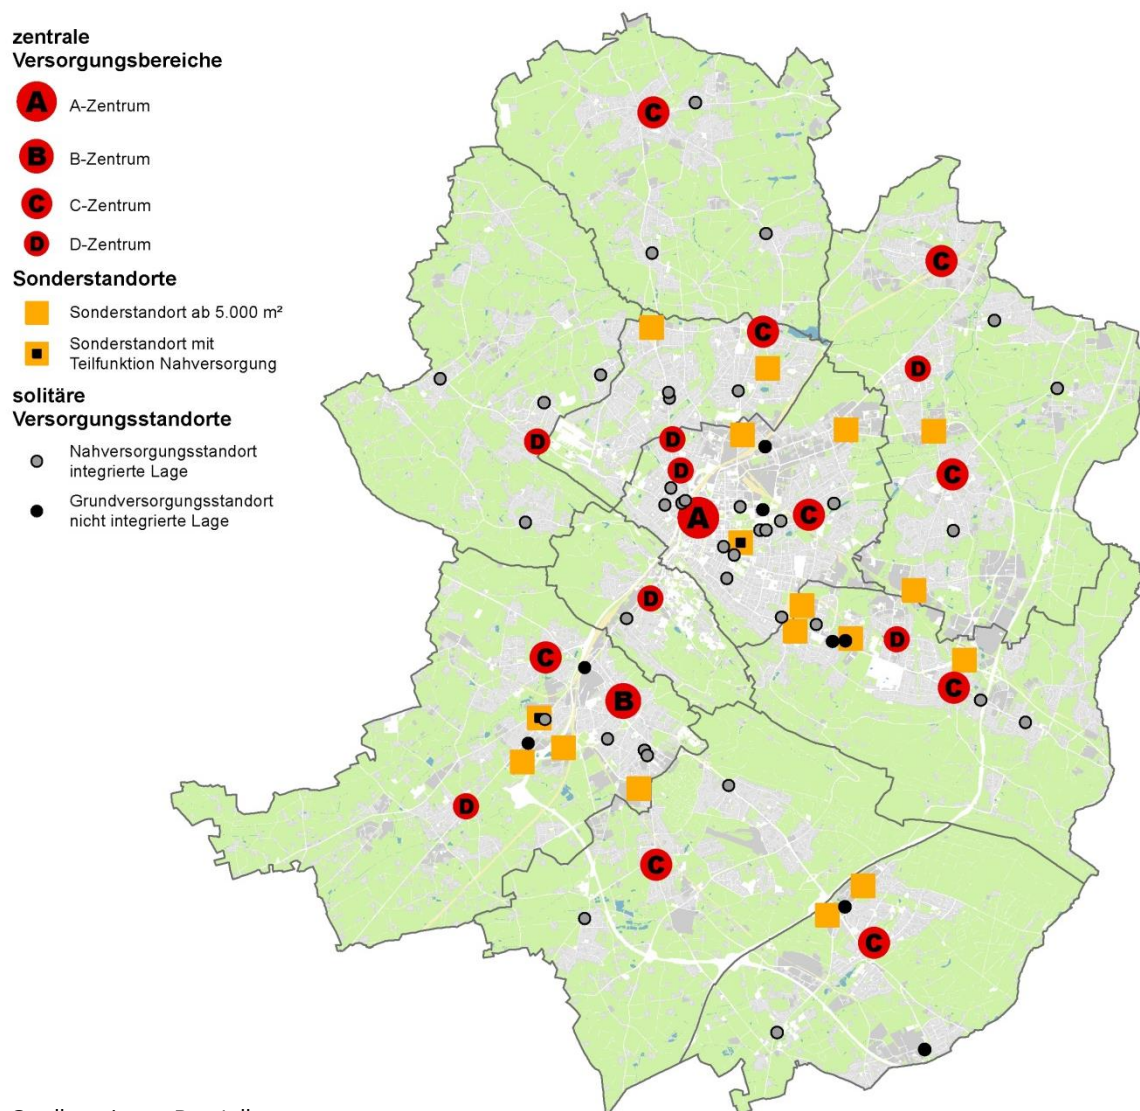 zentrale
Versorgungsbereiche
A
A-Zentrum
B
B-Zentrum
C
C-Zentrum
D
D-Zentrum
Sonderstandorte
Sonderstandort ab 5.000 m²
Sonderstandort mit
Teilfunktion Nahversorgung
solitäre
Versorgungsstandorte
Nahversorgungsstandort
integrierte Lage
Grundversorgungsstandort
nicht integrierte Lage
C
C
C
D
D
D
C
D
A
C
D
D
C
C
B
D
C
C